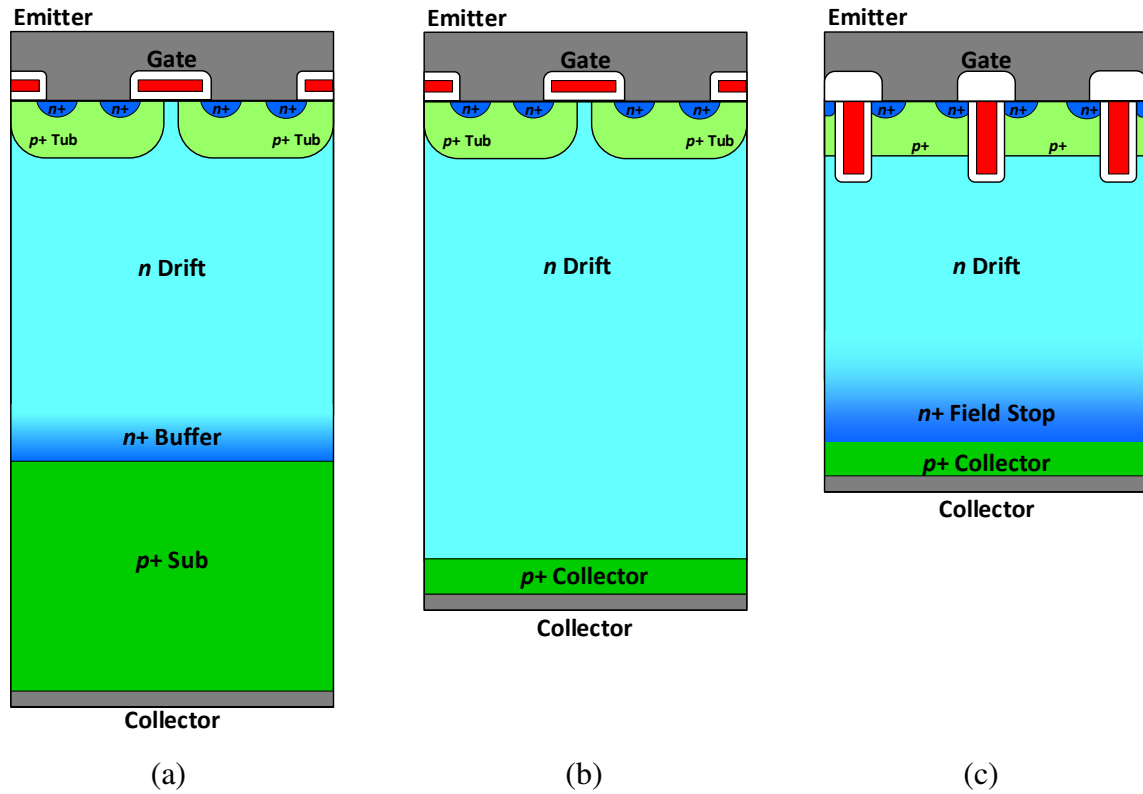 Emitter
Gate
n+ n+ n+ n+
p+ Tub p+ Tub
n Drift
n+ Buffer
p+ Sub
Collector
(a)
Emitter
Gate
n+ n+ n+ n+
p+ Tub p+ Tub
n Drift
p+ Collector
Collector
(b)
Emitter
Gate
n+ n+ n+ n+
p+ p+
n Drift
n+ Field Stop
p+ Collector
Collector
(c)